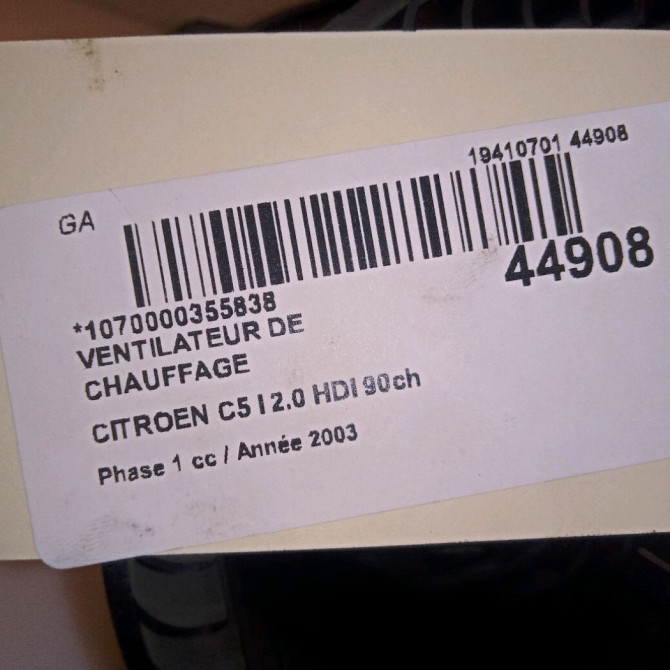 19410701 44908
GA
44908
*1070000355838
VENTILATEUR DE
CHAUFFAGE
CITROEN C5 I 2.0 HDI 90ch
Phase 1 cc / Année 2003